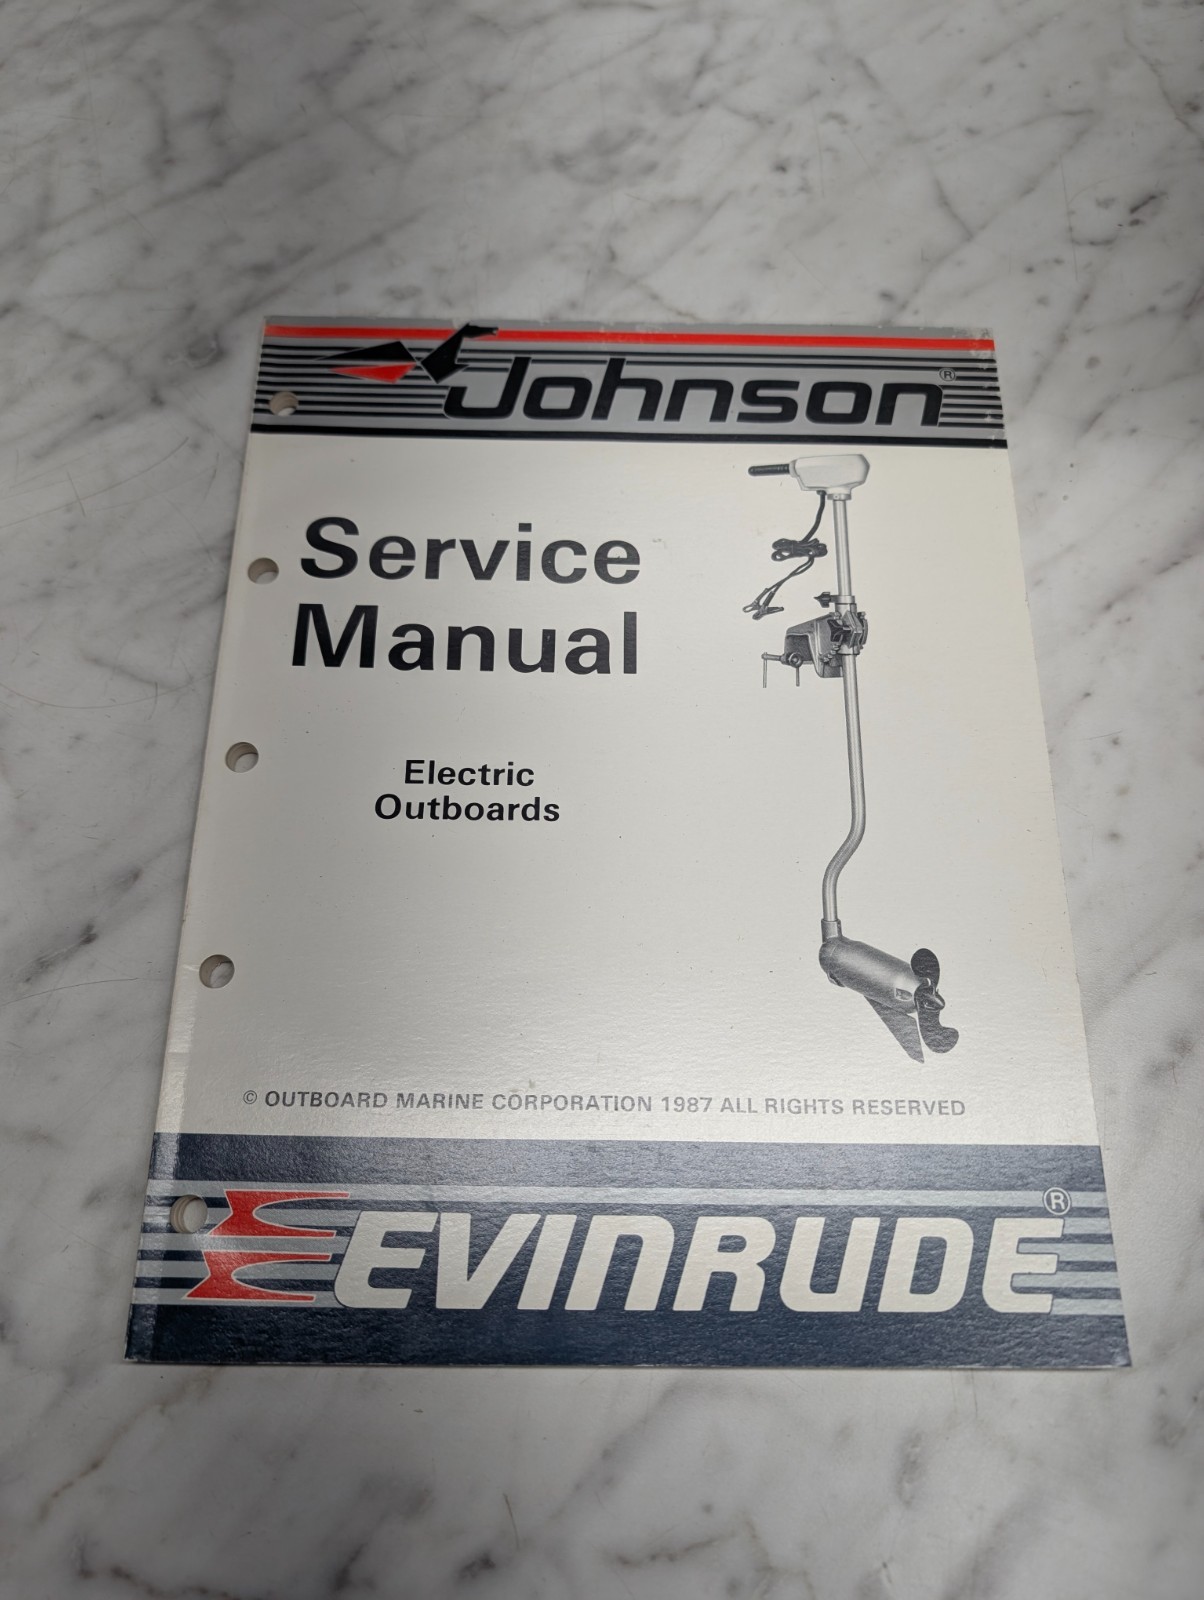 Johnson®
Service
Manual
Electric
Outboards
© OUTBOARD MARINE CORPORATION 1987 ALL RIGHTS RESERVED
EVINRUDE®